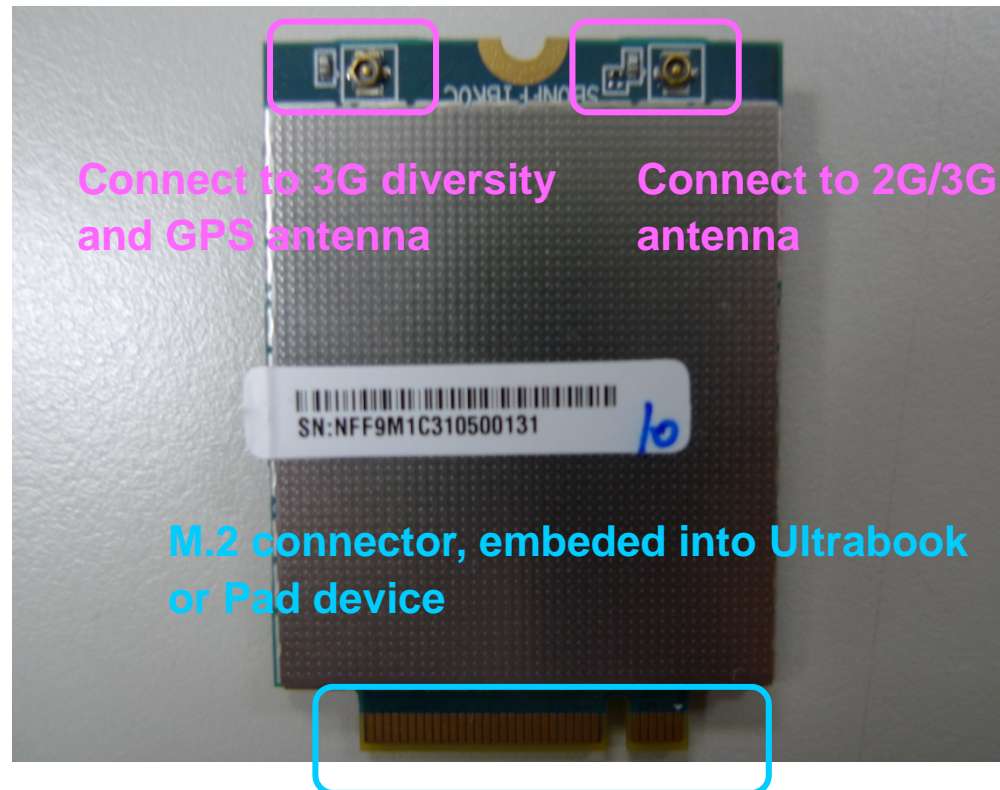 Connect to 3G diversity
and GPS antenna
Connect to 2G/3G
antenna
SN:NFF9M1C310500131
10
M.2 connector, embeded into Ultrabook
or Pad device